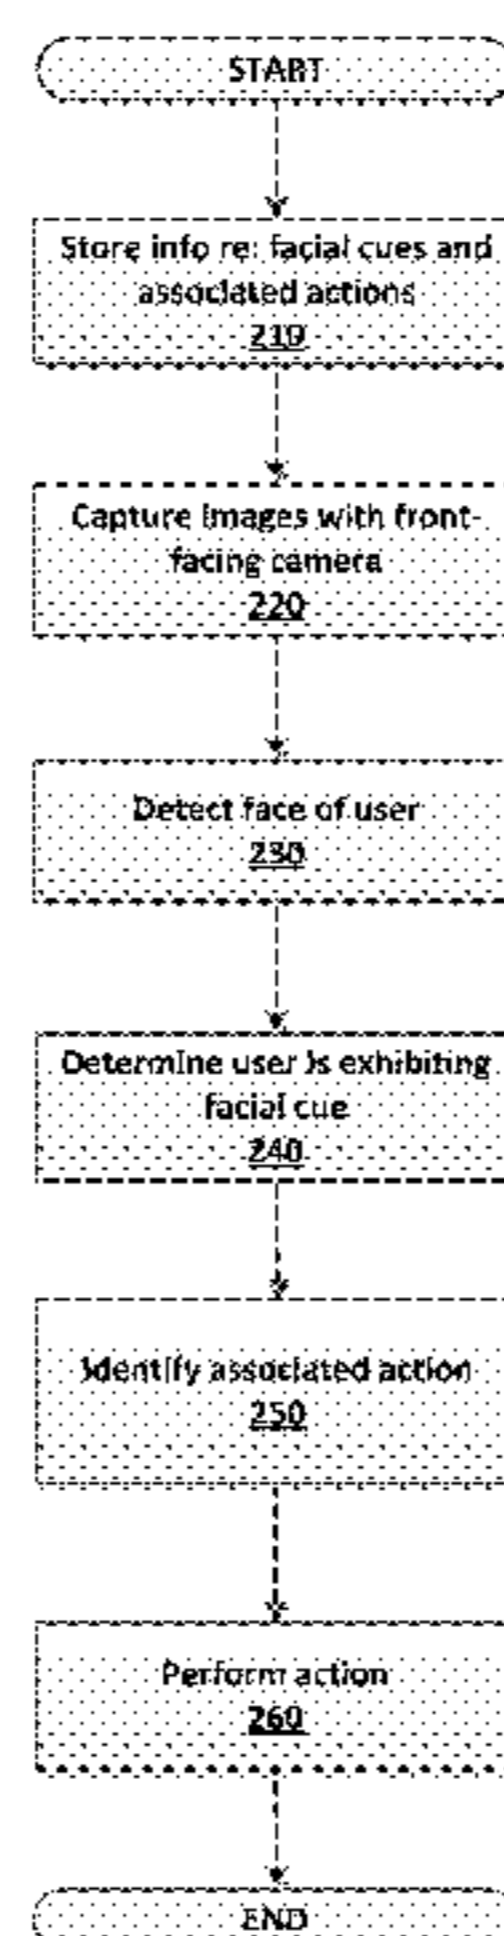 START
Store info re: facial cues and
associated actions
210
Capture images with front-
facing camera
220
Detect face of user
230
Determine user is exhibiting
facial cue
240
Identify associated action
250
Perform action
260
END